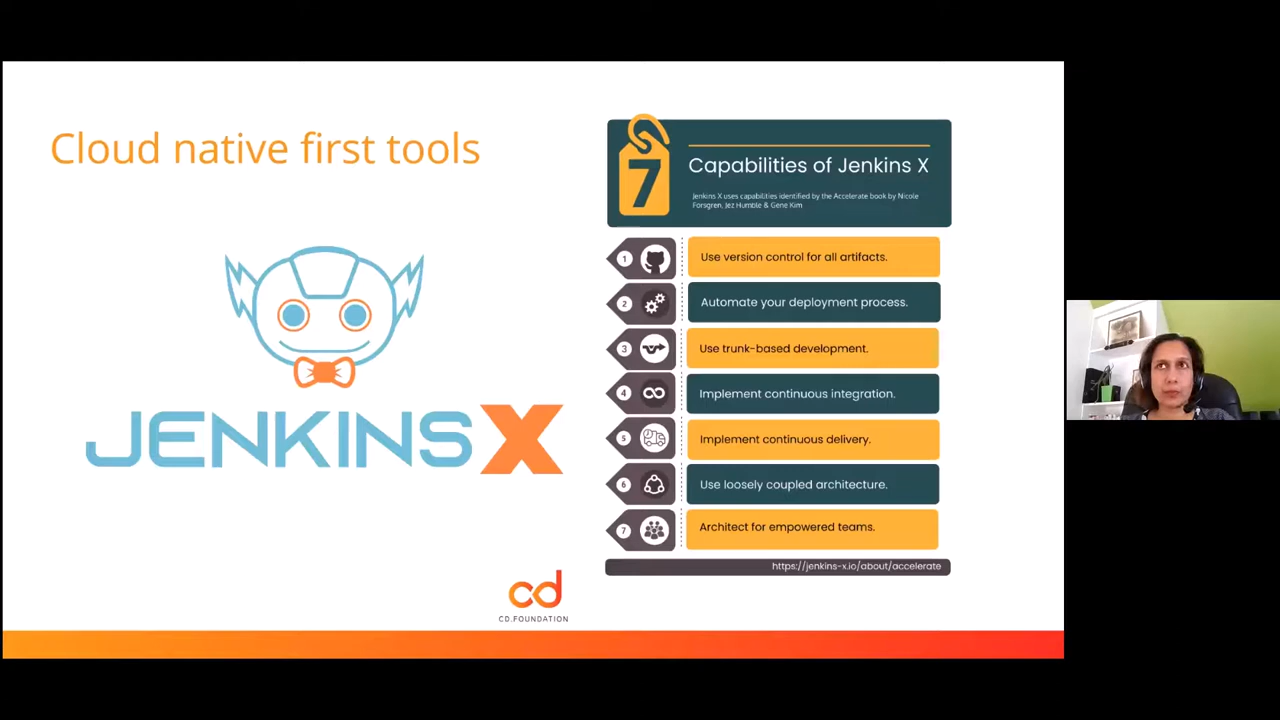 Cloud native first tools
JENKINS X
cd
CD.FOUNDATION
7
Capabilities of Jenkins X
Jenkins X uses capabilities identified by the Accelerate book by Nicole
Forsgren, Jez Humble & Gene Kim
1 Use version control for all artifacts.
2 Automate your deployment process.
3 Use trunk-based development.
4 Implement continuous integration.
5 Implement continuous delivery.
6 Use loosely coupled architecture.
7 Architect for empowered teams.
https://jenkins-x.io/about/accelerate